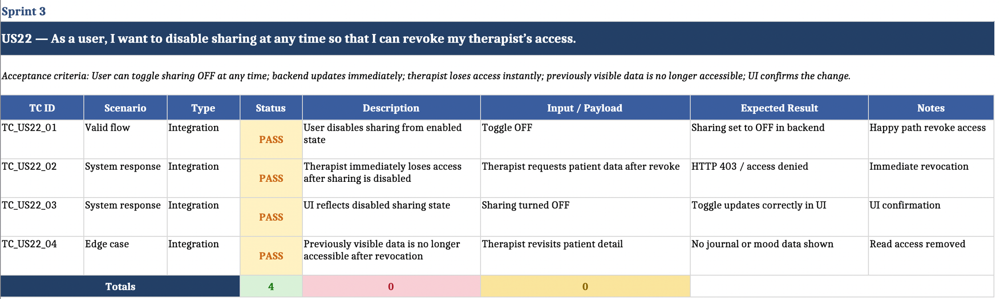 Sprint 3
US22 — As a user, I want to disable sharing at any time so that I can revoke my therapist’s access.
Acceptance criteria: User can toggle sharing OFF at any time; backend updates immediately; therapist loses access instantly; previously visible data is no longer accessible; UI confirms the change.
TC ID Scenario Type Status Description Input / Payload Expected Result Notes
TC_US22_01 Valid flow Integration PASS User disables sharing from enabled state Toggle OFF Sharing set to OFF in backend Happy path revoke access
TC_US22_02 System response Integration PASS Therapist immediately loses access after sharing is disabled Therapist requests patient data after revoke HTTP 403 / access denied Immediate revocation
TC_US22_03 System response Integration PASS UI reflects disabled sharing state Sharing turned OFF Toggle updates correctly in UI UI confirmation
TC_US22_04 Edge case Integration PASS Previously visible data is no longer accessible after revocation Therapist revisits patient detail No journal or mood data shown Read access removed
Totals 4 0 0